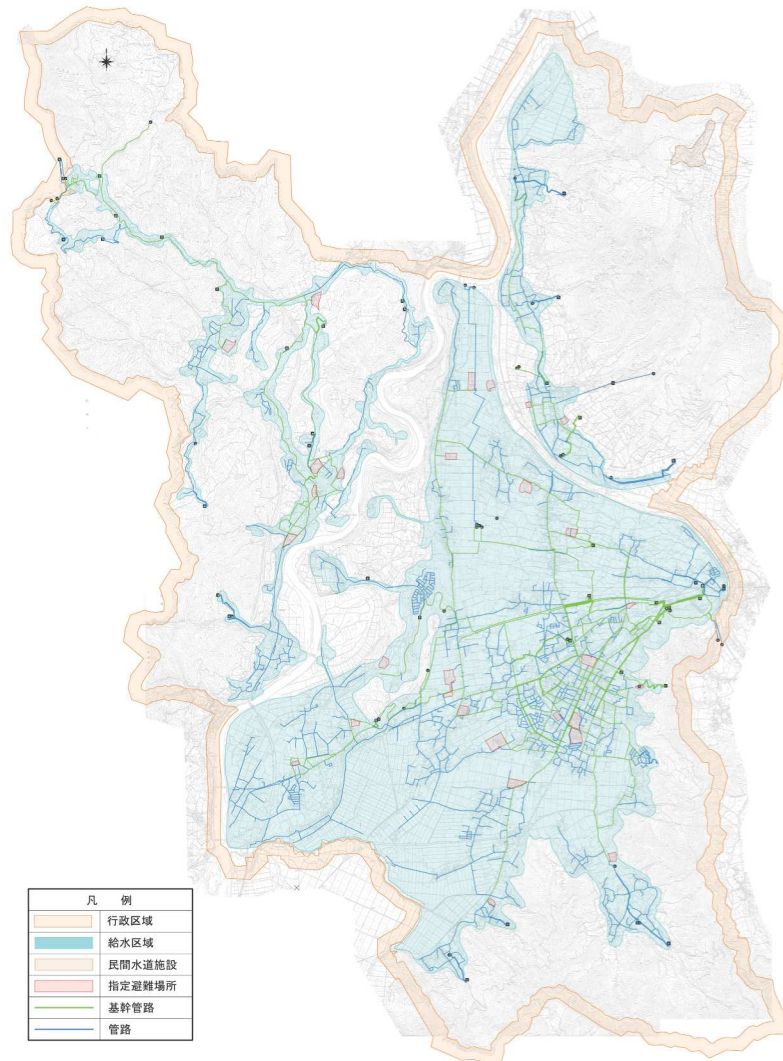 凡 例
行政区域
給水区域
民間水道施設
指定避難場所
基幹管路
管路